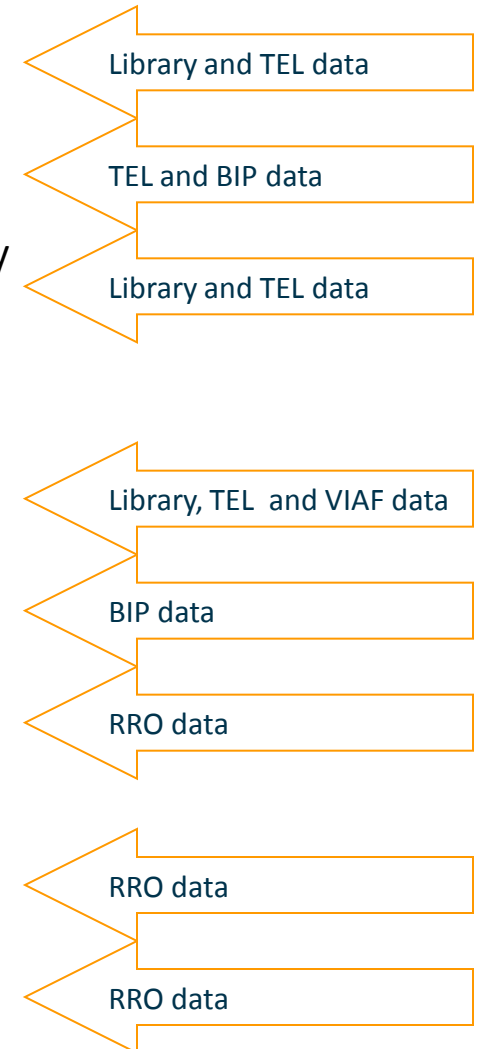 Library and TEL data
TEL and BIP data
y
Library and TEL data
Library, TEL and VIAF data
BIP data
RRO data
RRO data
RRO data